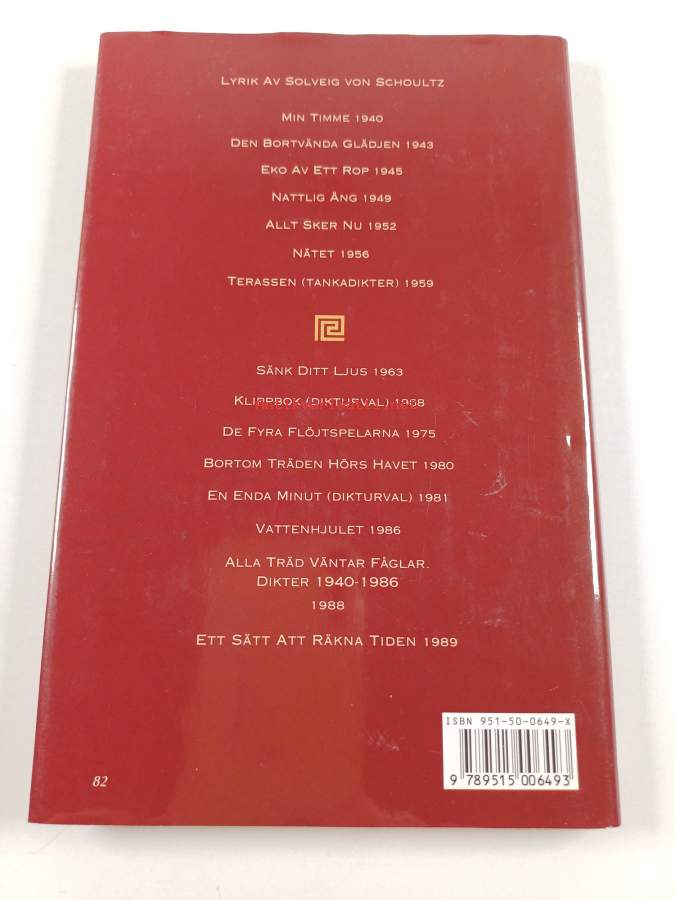 LYRIK AV SOLVEIG VON SCHOULTZ
MIN TIMME 1940
DEN BORTVÄNDA GLÄDJEN 1943
EKO AV ETT ROP 1945
NATTLIG ÄNG 1949
ALLT SKER NU 1952
NÄTET 1956
TERASSEN (TANKADIKTER) 1959
SÄNK DITT LJUS 1963
KLIPPBOK (DIKTURVAL) 1968
DE FYRA FLÖJTSPELARNA 1975
BORTOM TRÄDEN HÖRS HAVET 1980
EN ENDA MINUT (DIKTURVAL) 1981
VATTENHJULET 1986
ALLA TRÄD VÄNTAR FÅGLAR.
DIKTER 1940-1986
1988
ETT SÄTT ATT RÄKNA TIDEN 1989
ISBN 951-50-0649-X
9 789515 006493
82